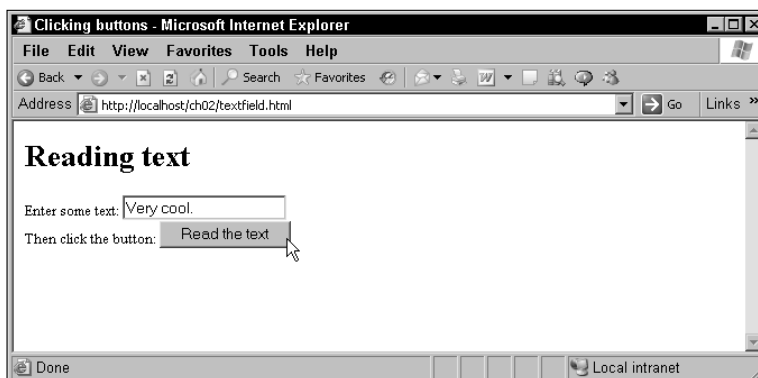 Clicking buttons - Microsoft Internet Explorer
File Edit View Favorites Tools Help
Back Search Favorites W
Address http://localhost/ch02/textfield.html Go Links »
Reading text
Enter some text: Very cool.
Then click the button: Read the text
Done Local intranet